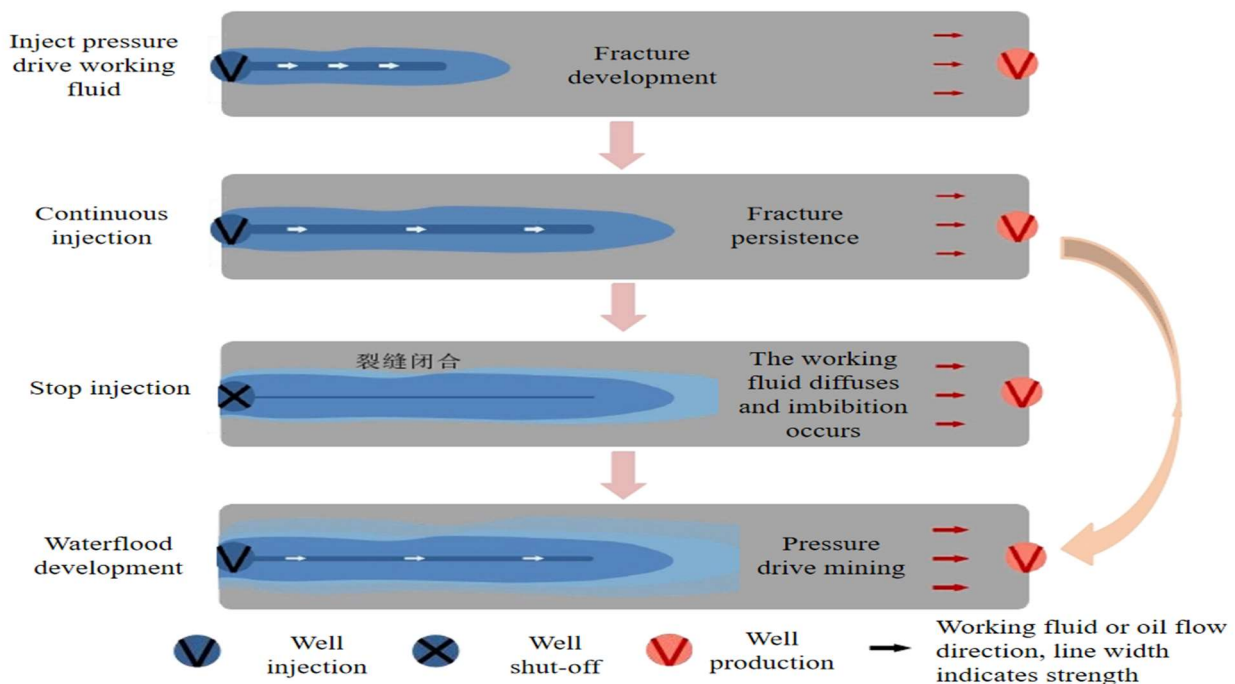 Inject pressure
drive working
fluid
Fracture
development
Continuous
injection
Fracture
persistence
裂缝闭合
Stop injection
The working
fluid diffuses
and imbibition
occurs
Waterflood
development
Pressure
drive mining
Well
injection
Well
shut-off
Well
production
Working fluid or oil flow
direction, line width
indicates strength